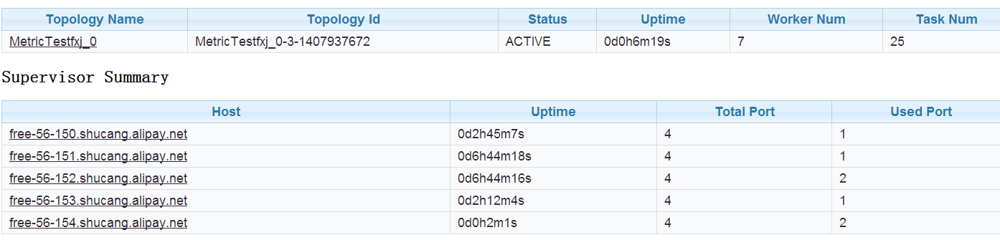 Topology Name Topology Id Status Uptime Worker Num Task Num
MetricTestfxj_0 MetricTestfxj_0-3-1407937672 ACTIVE 0d0h6m19s 7 25
Supervisor Summary
Host Uptime Total Port Used Port
free-56-150.shucang.alipay.net 0d2h45m7s 4 1
free-56-151.shucang.alipay.net 0d6h44m18s 4 1
free-56-152.shucang.alipay.net 0d6h44m16s 4 2
free-56-153.shucang.alipay.net 0d2h12m4s 4 1
free-56-154.shucang.alipay.net 0d0h2m1s 4 2